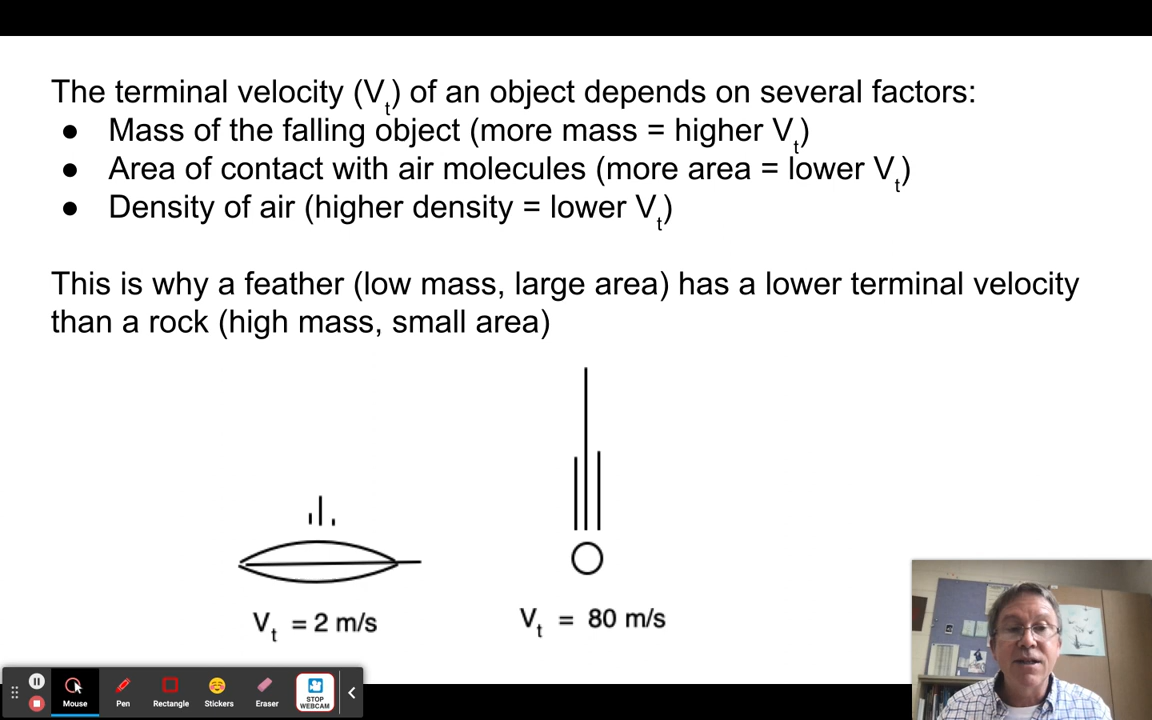 The terminal velocity (Vt) of an object depends on several factors:
● Mass of the falling object (more mass = higher Vt)
● Area of contact with air molecules (more area = lower Vt)
● Density of air (higher density = lower Vt)
This is why a feather (low mass, large area) has a lower terminal velocity
than a rock (high mass, small area)
Vt = 2 m/s
Vt = 80 m/s
Mouse
Pen
Rectangle
Stickers
Eraser
STOP
WEBCAM